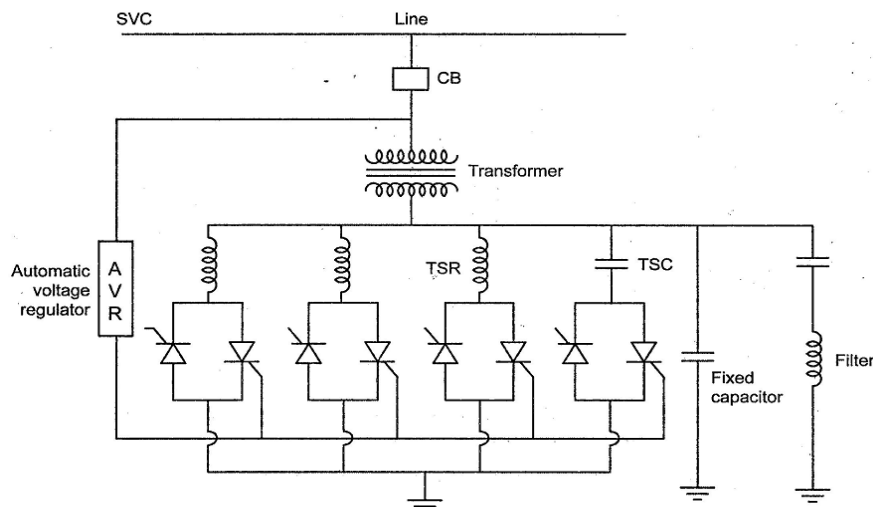 SVC
Line
CB
Transformer
TSR
TSC
Automatic
voltage
regulator
A
V
R
Fixed
capacitor
Filter